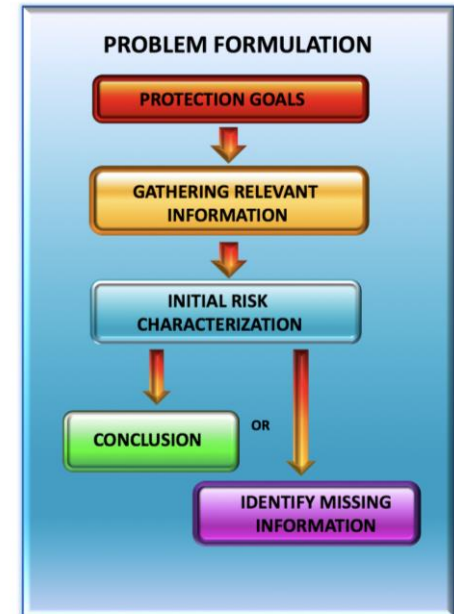 PROBLEM FORMULATION
PROTECTION GOALS
GATHERING RELEVANT
INFORMATION
INITIAL RISK
CHARACTERIZATION
CONCLUSION
OR
IDENTIFY MISSING
INFORMATION